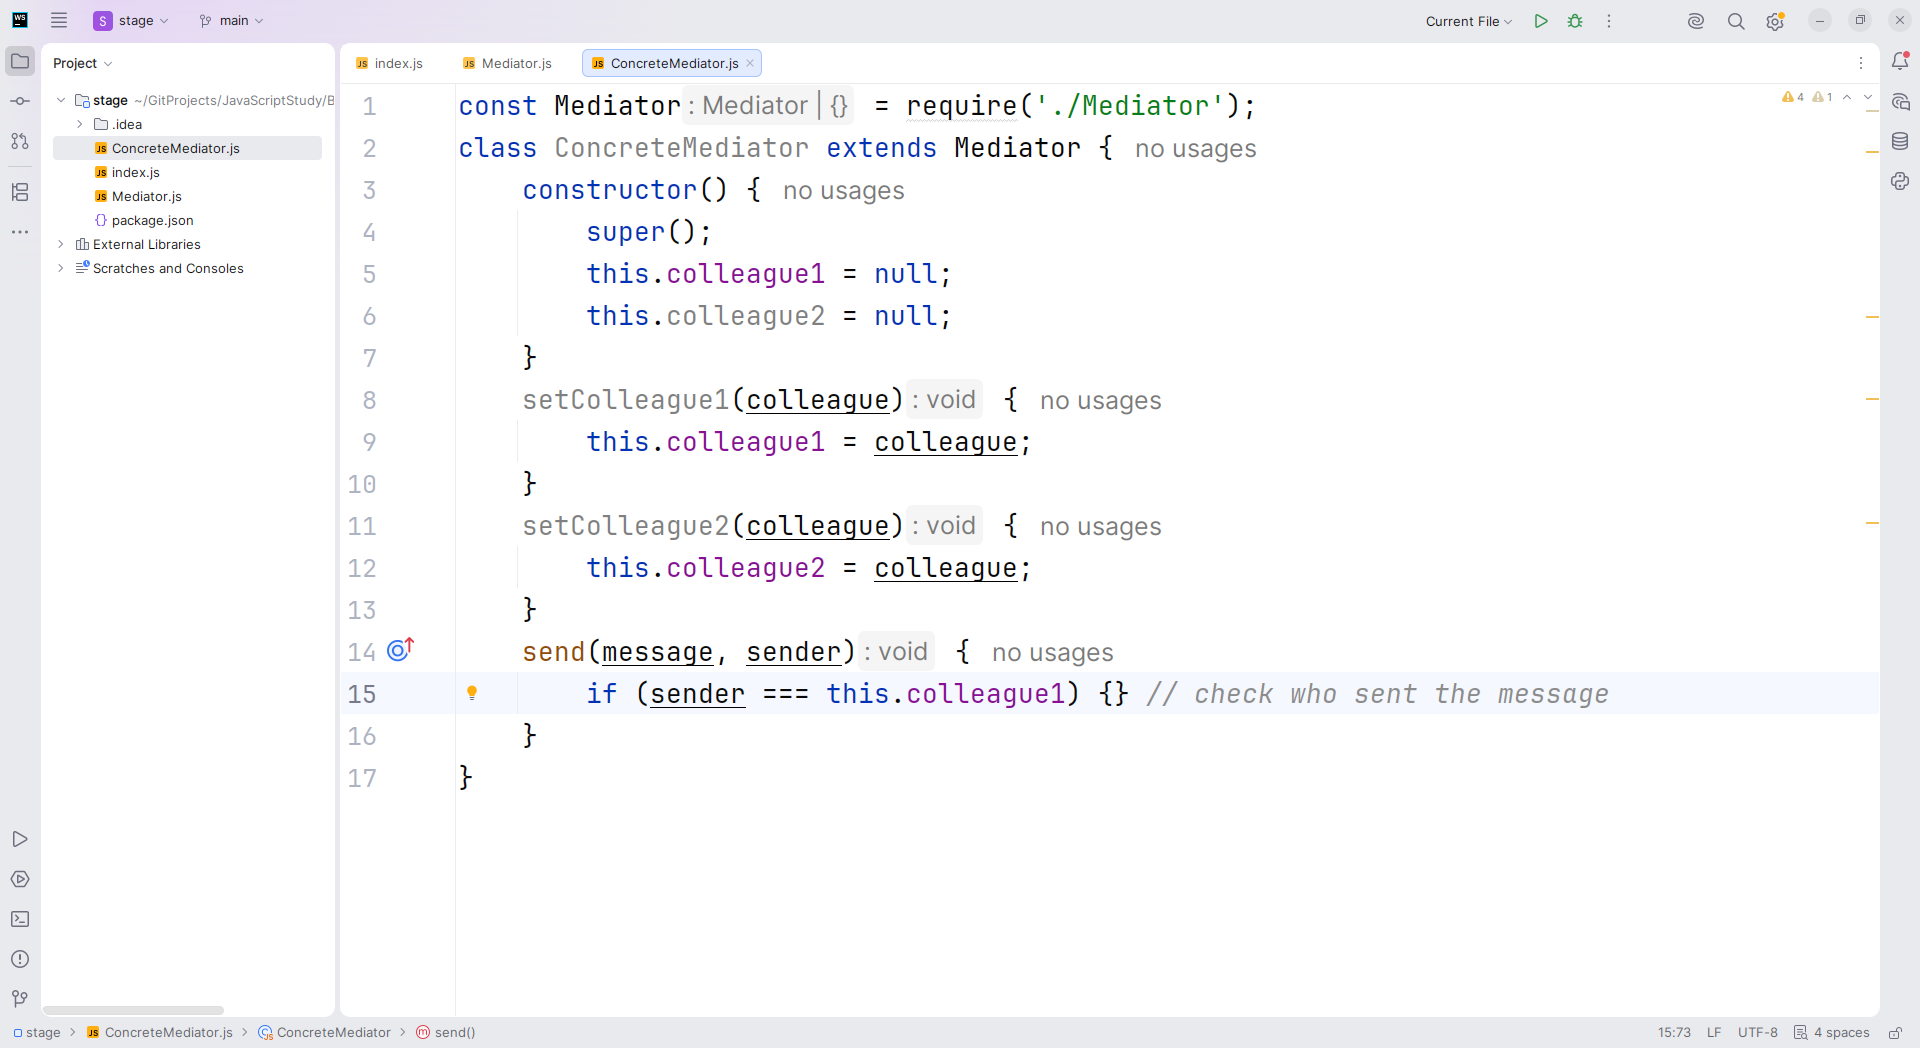 WS
S stage
main
Current File
Project
index.js
Mediator.js
ConcreteMediator.js
stage ~/GitProjects/JavaScriptStudy/B
.idea
ConcreteMediator.js
index.js
Mediator.js
package.json
External Libraries
Scratches and Consoles
4 1
1 const Mediator : Mediator | {} = require('./Mediator');
2 class ConcreteMediator extends Mediator { no usages
3 constructor() { no usages
4 super();
5 this.colleague1 = null;
6 this.colleague2 = null;
7 }
8 setColleague1(colleague) : void { no usages
9 this.colleague1 = colleague;
10 }
11 setColleague2(colleague) : void { no usages
12 this.colleague2 = colleague;
13 }
14 send(message, sender) : void { no usages
15 if (sender === this.colleague1) {} // check who sent the message
16 }
17 }
stage > JS ConcreteMediator.js > ConcreteMediator > m send()
15:73 LF UTF-8 4 spaces